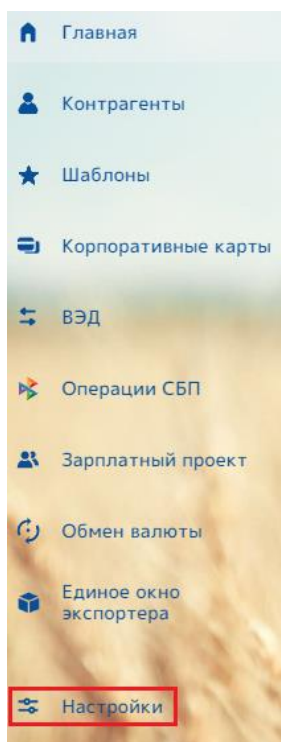 Главная
Контрагенты
Шаблоны
Корпоративные карты
ВЭД
Операции СБП
Зарплатный проект
Обмен валюты
Единое окно
экспортера
Настройки